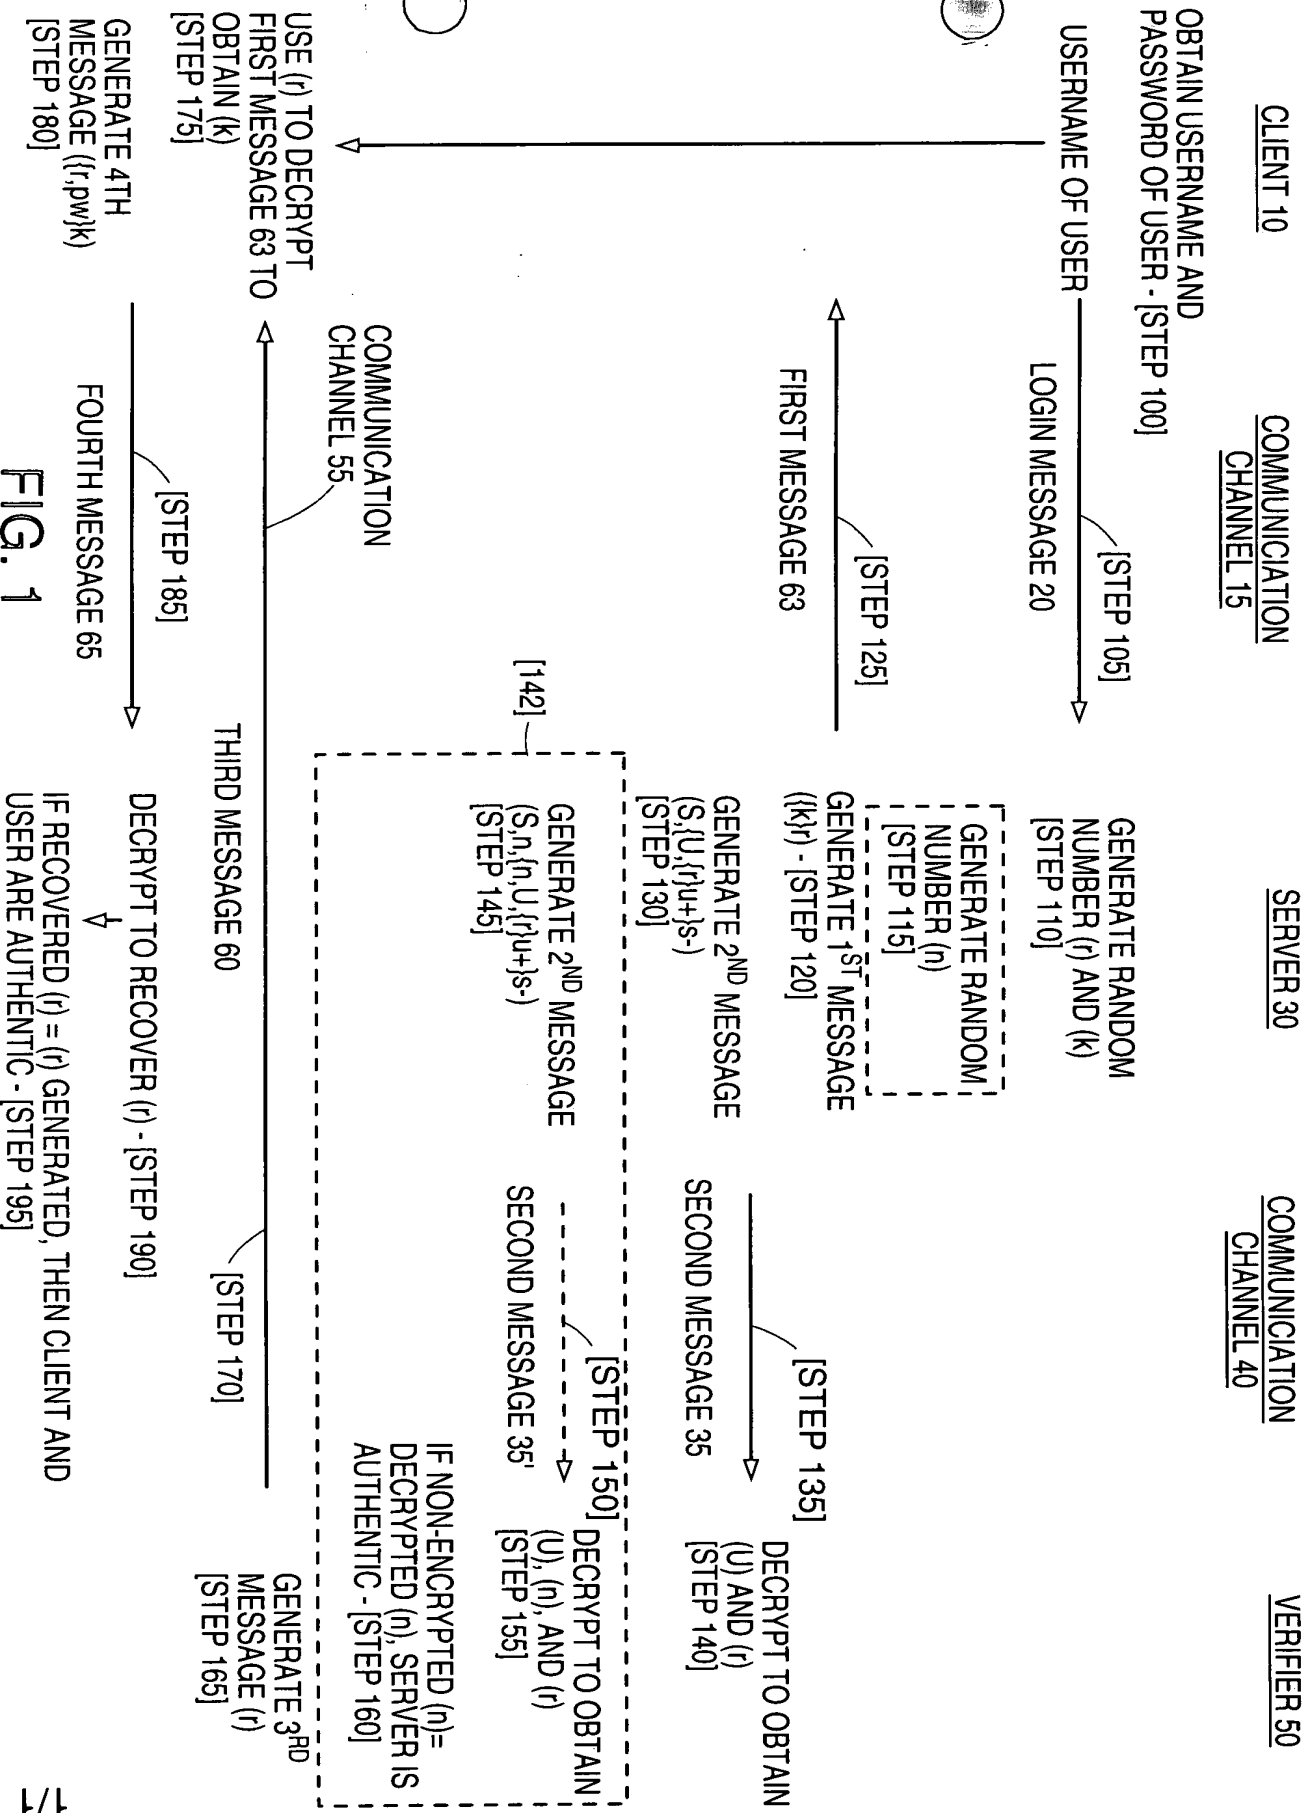 CLIENT 10
COMMUNICIATION
CHANNEL 15
SERVER 30
COMMUNICIATION
CHANNEL 40
VERIFIER 50
OBTAIN USERNAME AND
PASSWORD OF USER - [STEP 100]
USERNAME OF USER
[STEP 105]
LOGIN MESSAGE 20
GENERATE RANDOM
NUMBER (r) AND (k)
[STEP 110]
GENERATE RANDOM
NUMBER (n)
[STEP 115]
[STEP 125]
FIRST MESSAGE 63
GENERATE 1ST MESSAGE
({k}r) - [STEP 120]
GENERATE 2ND MESSAGE
(S,{U,{r}u+}s-)
[STEP 130]
[STEP 135]
SECOND MESSAGE 35
DECRYPT TO OBTAIN
(U) AND (r)
[STEP 140]
[142]
GENERATE 2ND MESSAGE
(S,n,{n,U,{r}u+}s-)
[STEP 145]
[STEP 150]
SECOND MESSAGE 35'
DECRYPT TO OBTAIN
(U), (n), AND (r)
[STEP 155]
IF NON-ENCRYPTED (n)=
DECRYPTED (n), SERVER IS
AUTHENTIC - [STEP 160]
COMMUNICATION
CHANNEL 55
USE (r) TO DECRYPT
FIRST MESSAGE 63 TO
OBTAIN (k)
[STEP 175]
THIRD MESSAGE 60
[STEP 170]
GENERATE 3RD
MESSAGE (r)
[STEP 165]
GENERATE 4TH
MESSAGE ({r,pw}k)
[STEP 180]
[STEP 185]
FOURTH MESSAGE 65
DECRYPT TO RECOVER (r) - [STEP 190]
IF RECOVERED (r) = (r) GENERATED, THEN CLIENT AND
USER ARE AUTHENTIC - [STEP 195]
FIG. 1
1/1